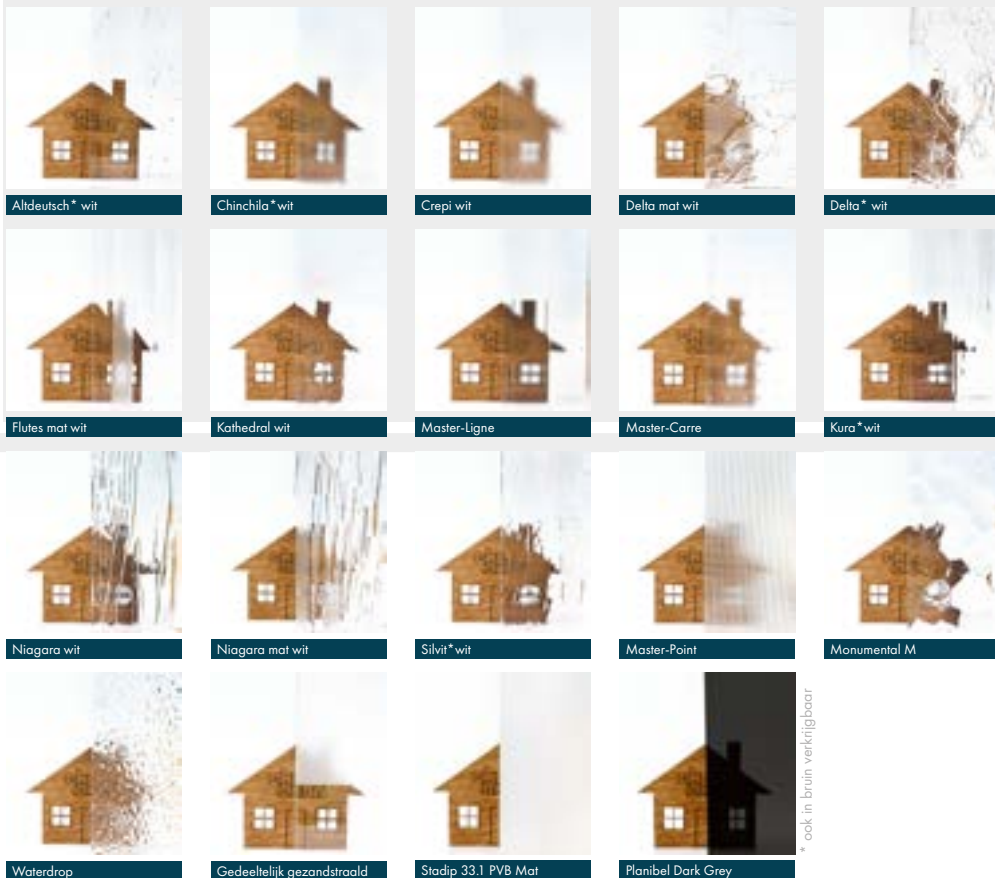 Altdeutsch* wit
Chinchila*wit
Crepi wit
Delta mat wit
Delta* wit
Flutes mat wit
Kathedral wit
Master-Ligne
Master-Carre
Kura*wit
Niagara wit
Niagara mat wit
Silvit*wit
Master-Point
Monumental M
Waterdrop
Gedeeltelijk gezandstraald
Stadip 33.1 PVB Mat
Planibel Dark Grey
* ook in bruin verkrijgbaar